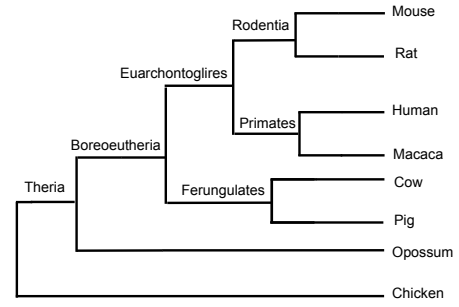 Mouse
Rodentia
Rat
Euarchontoglires
Human
Primates
Boreoeutheria
Macaca
Theria
Ferungulates
Cow
Pig
Opossum
Chicken